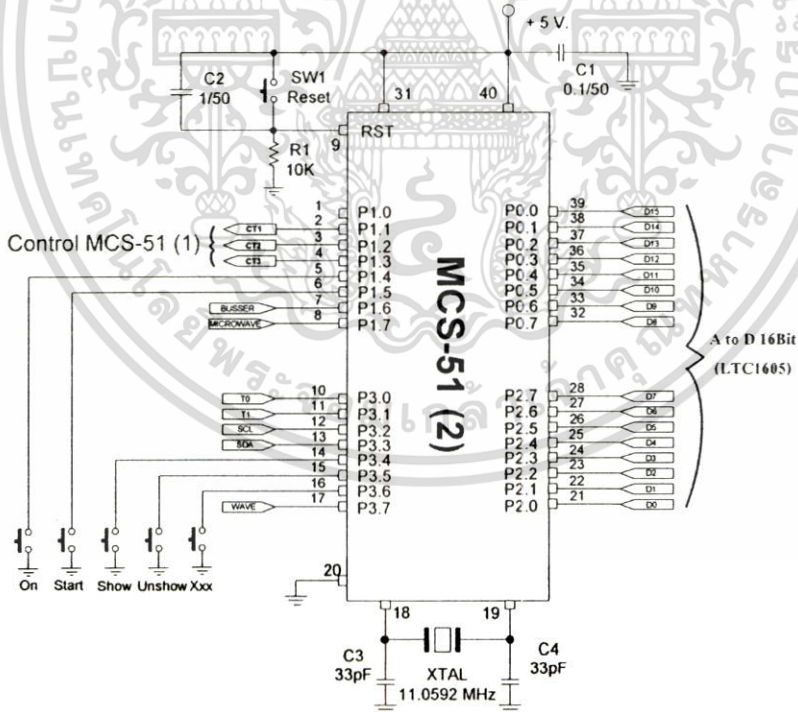 + 5 V.
C2
1/50
SW1
Reset
31
40
C1
0.1/50
9
RST
R1
10K
Control MCS-51 (1)
CT1
CT2
CT3
BUSSER
MICROWAVE
1
2
3
4
5
6
7
8
P1.0
P1.1
P1.2
P1.3
P1.4
P1.5
P1.6
P1.7
T0
T1
SCL
SDA
WAVE
10
11
12
13
14
15
16
17
P3.0
P3.1
P3.2
P3.3
P3.4
P3.5
P3.6
P3.7
MCS-51 (2)
P0.0
P0.1
P0.2
P0.3
P0.4
P0.5
P0.6
P0.7
39
38
37
36
35
34
33
32
D15
D14
D13
D12
D11
D10
D9
D8
A to D 16Bit
(LTC1605)
P2.7
P2.6
P2.5
P2.4
P2.3
P2.2
P2.1
P2.0
28
27
26
25
24
23
22
21
D7
D6
D5
D4
D3
D2
D1
D0
On Start Show Unshow Xxx
20
18
19
C3
33pF
XTAL
11.0592 MHz
C4
33pF